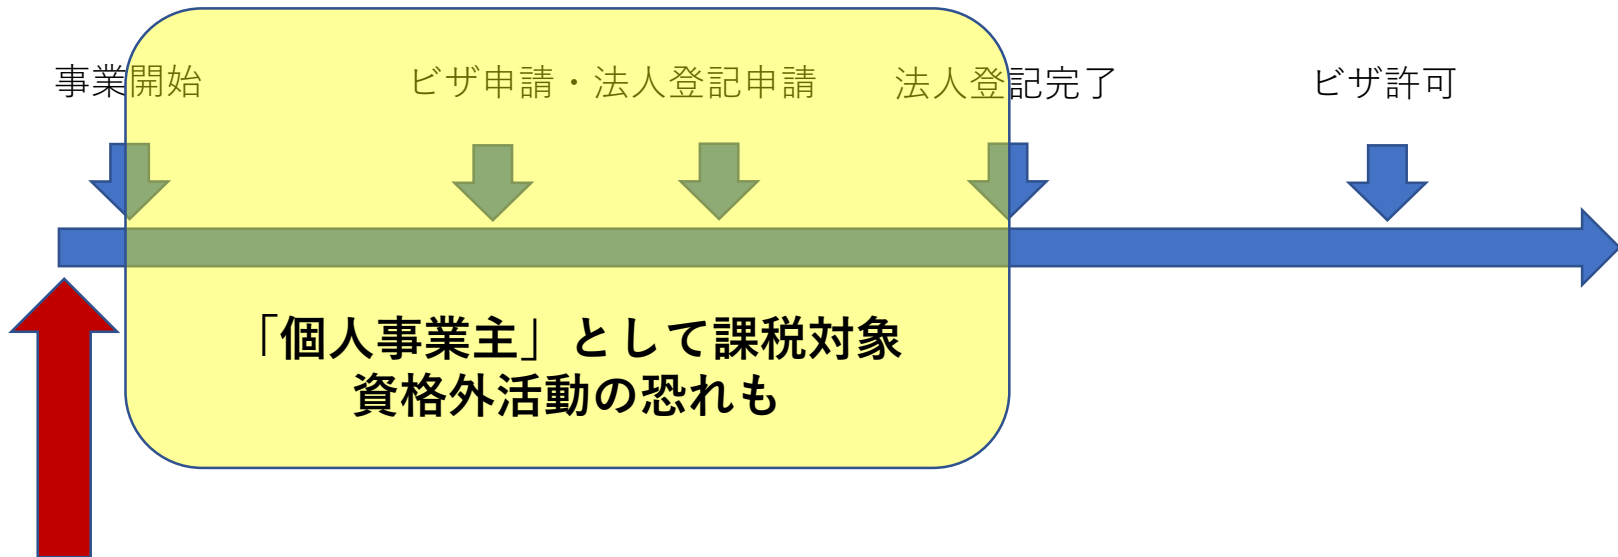 事業開始
ビザ申請・法人登記申請
法人登記完了
ビザ許可
「個人事業主」として課税対象
資格外活動の恐れも